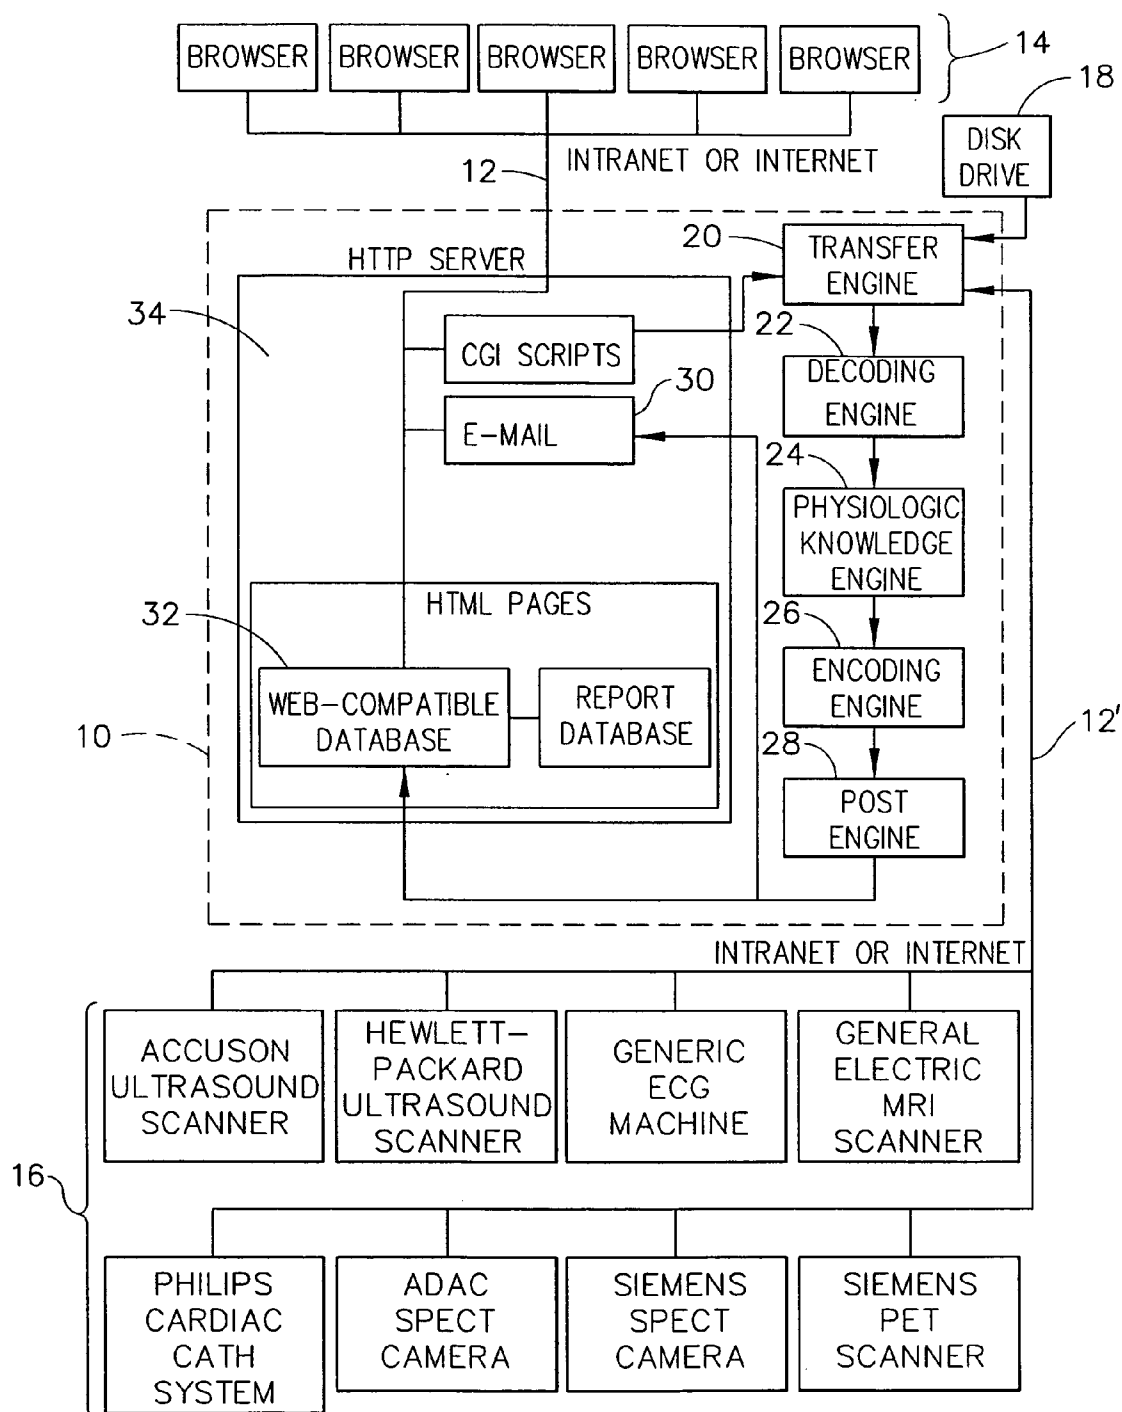 BROWSER BROWSER BROWSER BROWSER BROWSER
14
18
DISK
DRIVE
12
INTRANET OR INTERNET
HTTP SERVER
20
TRANSFER
ENGINE
34
CGI SCRIPTS
22
DECODING
ENGINE
30
E-MAIL
24
PHYSIOLOGIC
KNOWLEDGE
ENGINE
HTML PAGES
32
WEB-COMPATIBLE
DATABASE
REPORT
DATABASE
26
ENCODING
ENGINE
10
12'
28
POST
ENGINE
INTRANET OR INTERNET
16
ACCUSON
ULTRASOUND
SCANNER
HEWLETT-
PACKARD
ULTRASOUND
SCANNER
GENERIC
ECG
MACHINE
GENERAL
ELECTRIC
MRI
SCANNER
PHILIPS
CARDIAC
CATH
SYSTEM
ADAC
SPECT
CAMERA
SIEMENS
SPECT
CAMERA
SIEMENS
PET
SCANNER